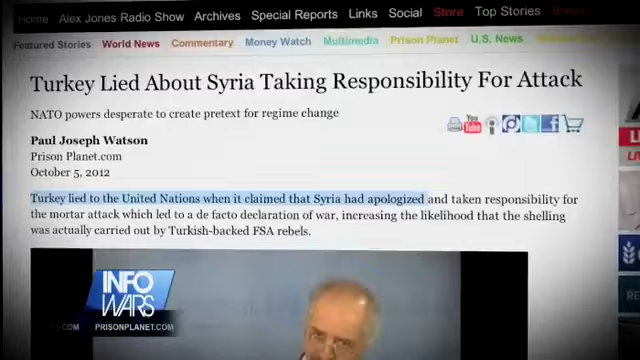 Home Alex Jones Radio Show Archives Special Reports Links Social Store Top Stories
Featured Stories World News Commentary Money Watch Multimedia Prison Planet U.S. News
Turkey Lied About Syria Taking Responsibility For Attack
NATO powers desperate to create pretext for regime change
You Tube
Paul Joseph Watson
Prison Planet.com
October 5, 2012
Turkey lied to the United Nations when it claimed that Syria had apologized and taken responsibility for
the mortar attack which led to a de facto declaration of war, increasing the likelihood that the shelling
was actually carried out by Turkish-backed FSA rebels.
INFO
WARS
.COM PRISONPLANET.COM